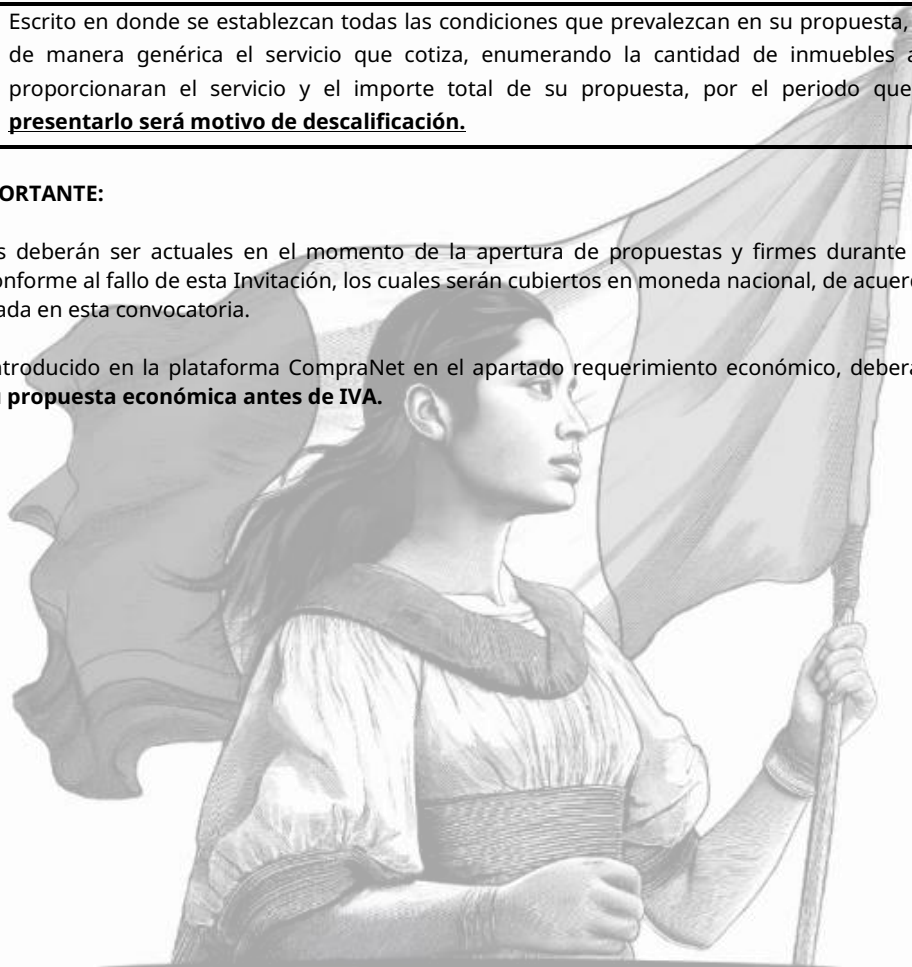 Escrito en donde se establezcan todas las condiciones que prevalezcan en su propuesta,
de manera genérica el servicio que cotiza, enumerando la cantidad de inmuebles
proporcionaran el servicio y el importe total de su propuesta, por el periodo que
presentarlo será motivo de descalificación.
ORTANTE:
s deberán ser actuales en el momento de la apertura de propuestas y firmes durante
onforme al fallo de esta Invitación, los cuales serán cubiertos en moneda nacional, de acuer
ada en esta convocatoria.
ntroducido en la plataforma CompraNet en el apartado requerimiento económico, deber
propuesta económica antes de IVA.